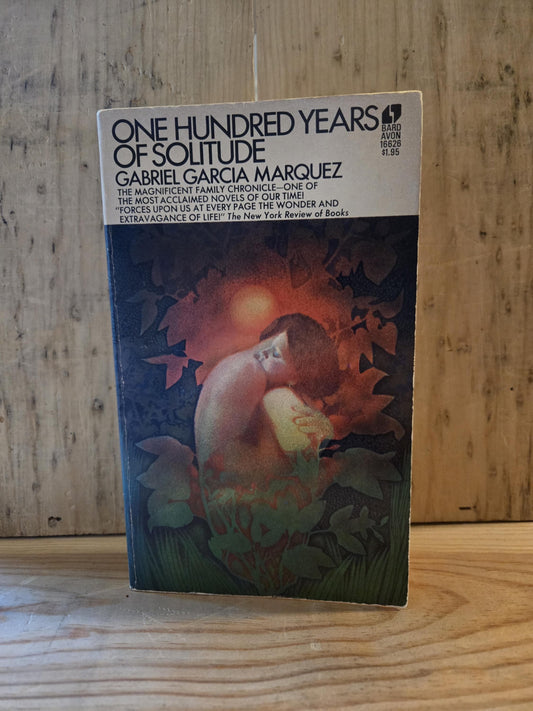 ONE HUNDRED YEARS
OF SOLITUDE
GABRIEL GARCIA MARQUEZ
THE MAGNIFICENT FAMILY CHRONICLE—ONE OF
THE MOST ACCLAIMED NOVELS OF OUR TIME!
"FORCES UPON US AT EVERY PAGE THE WONDER AND
EXTRAVAGANCE OF LIFE!" The New York Review of Books
BARD
AVON
16626
$1.95